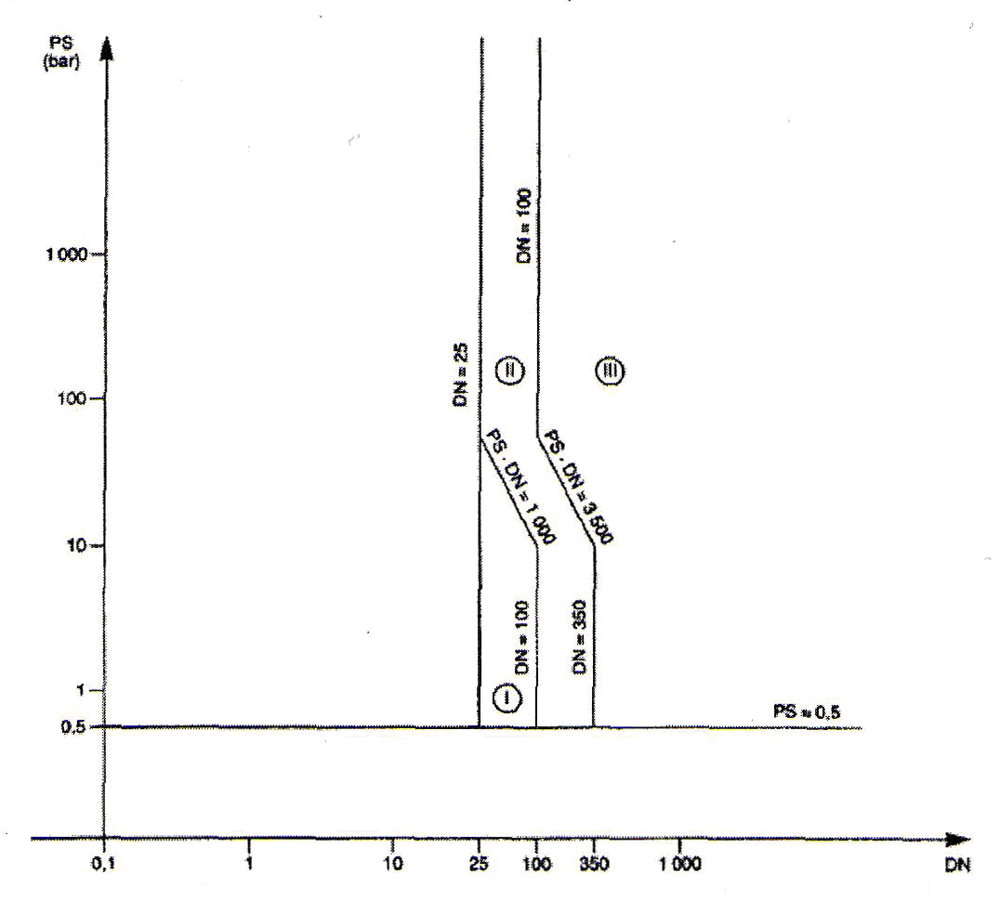 PS
(bar)
1 000
100
10
1
0.5
DN = 25
DN = 100
II
III
PS . DN = 1 000
PS . DN = 3 500
DN = 100
DN = 350
I
PS = 0,5
0,1
1
10
25
100
350
1 000
DN